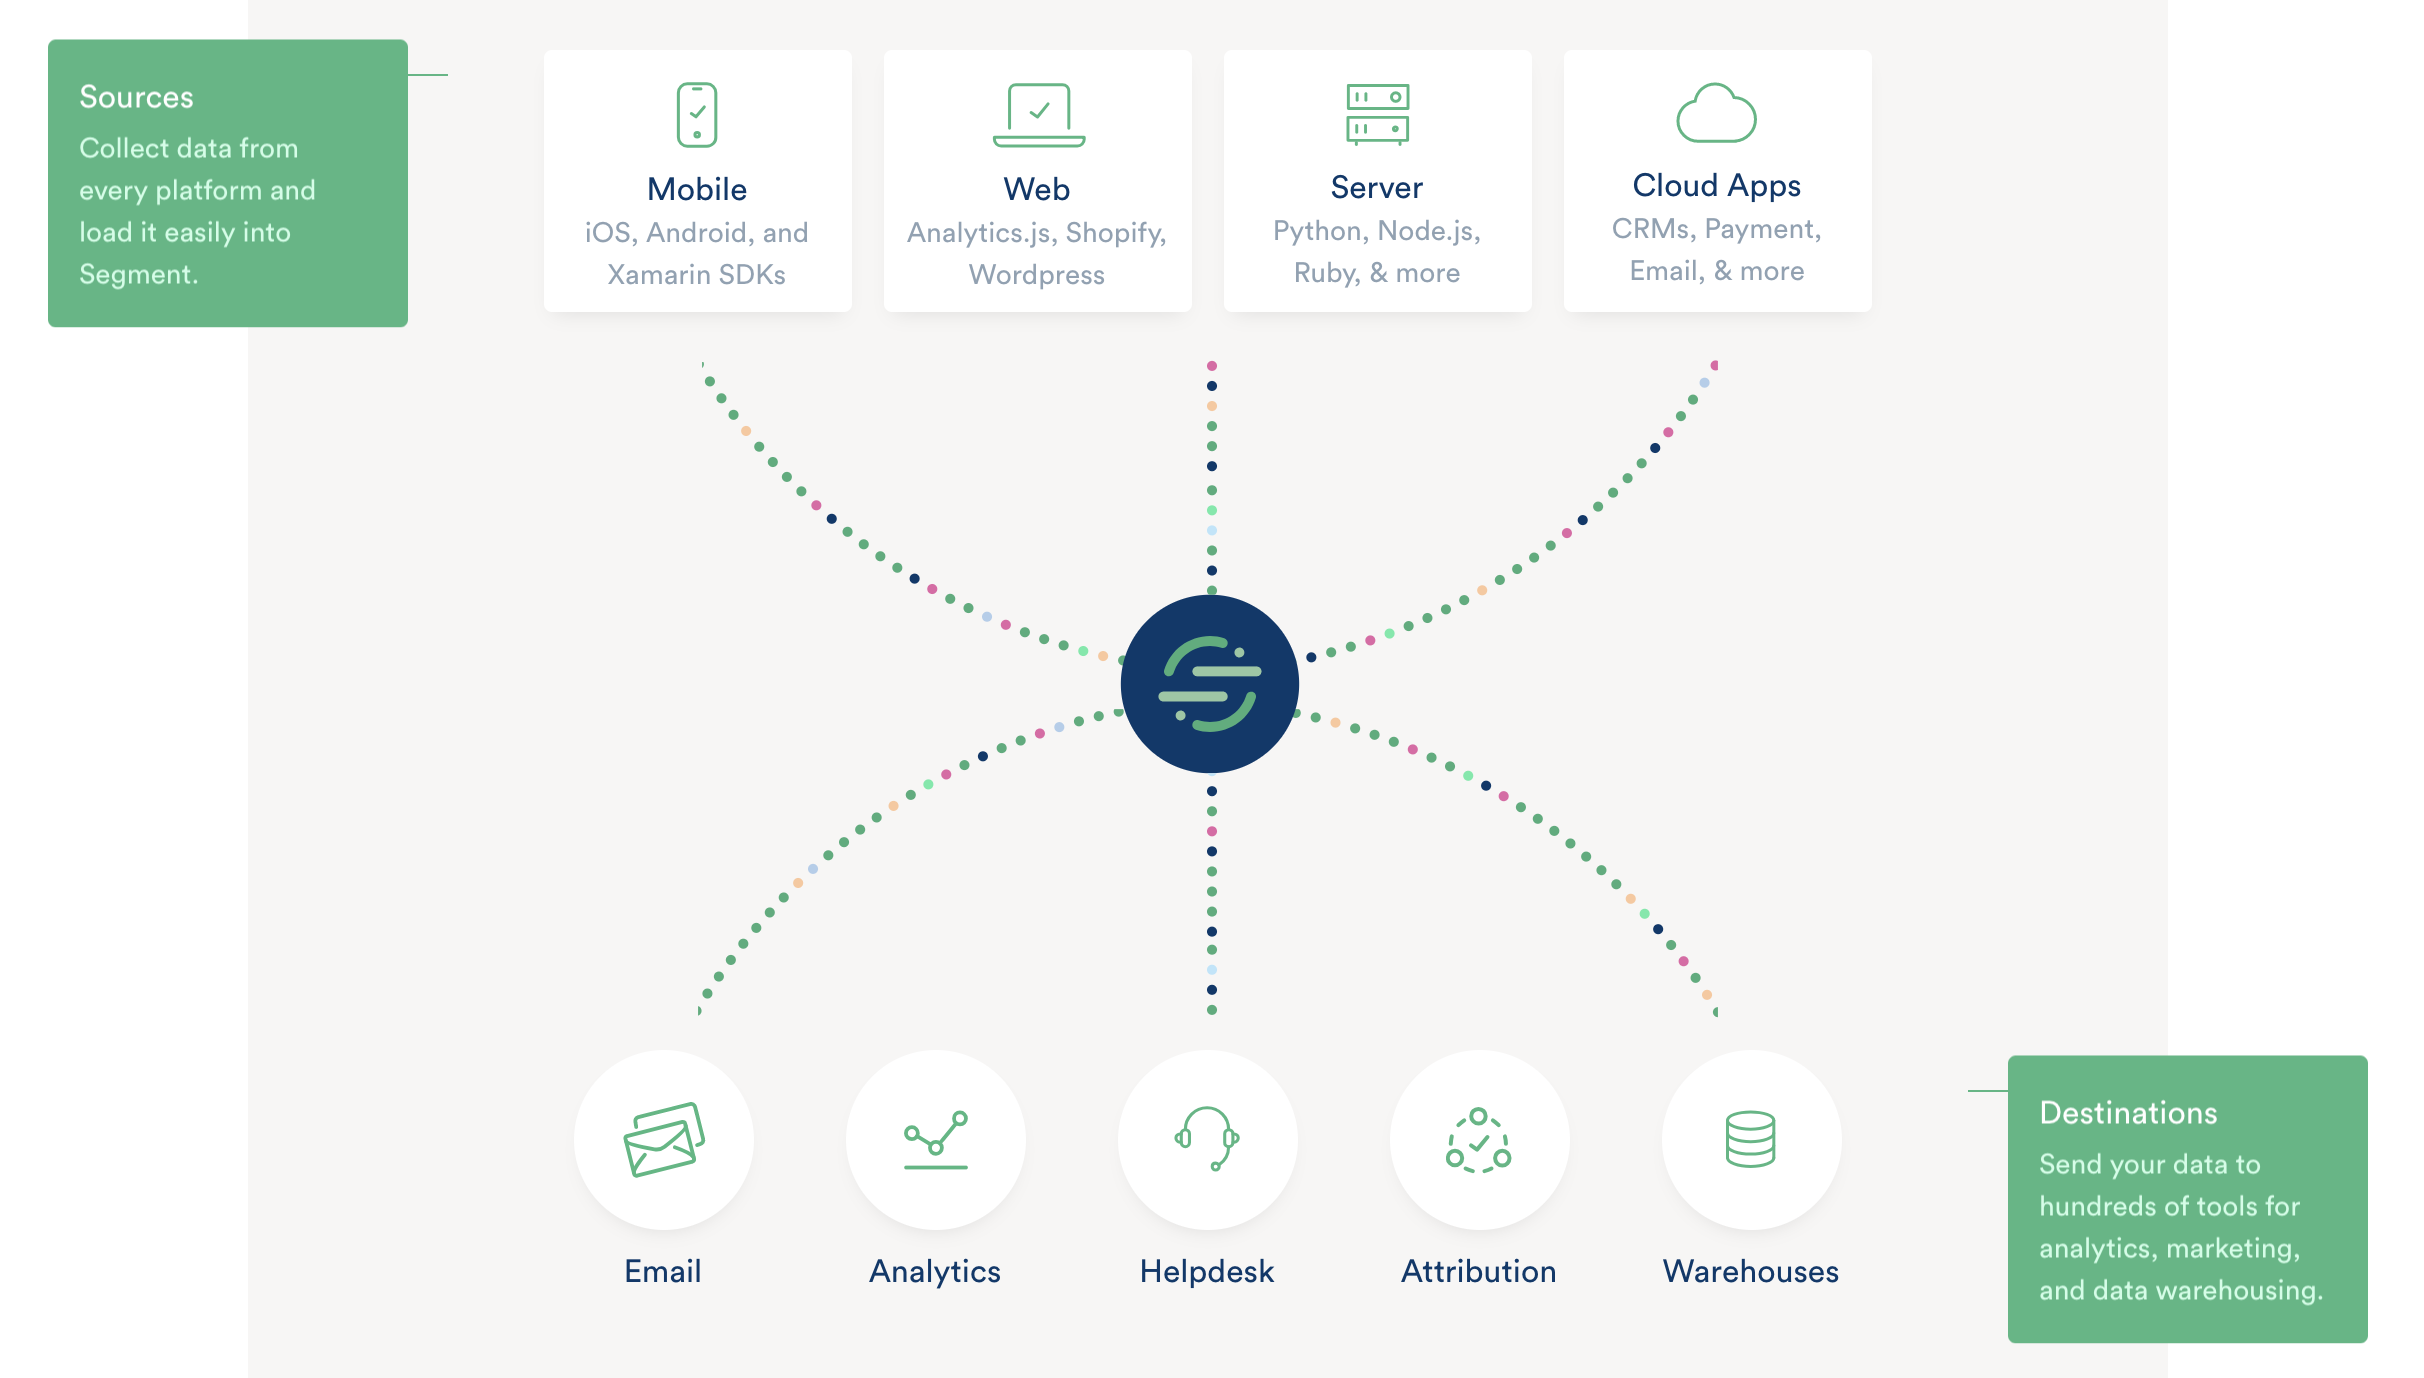 Sources
Collect data from
every platform and
load it easily into
Segment.
Mobile
iOS, Android, and
Xamarin SDKs
Web
Analytics.js, Shopify,
Wordpress
Server
Python, Node.js,
Ruby, & more
Cloud Apps
CRMs, Payment,
Email, & more
Email
Analytics
Helpdesk
Attribution
Warehouses
Destinations
Send your data to
hundreds of tools for
analytics, marketing,
and data warehousing.